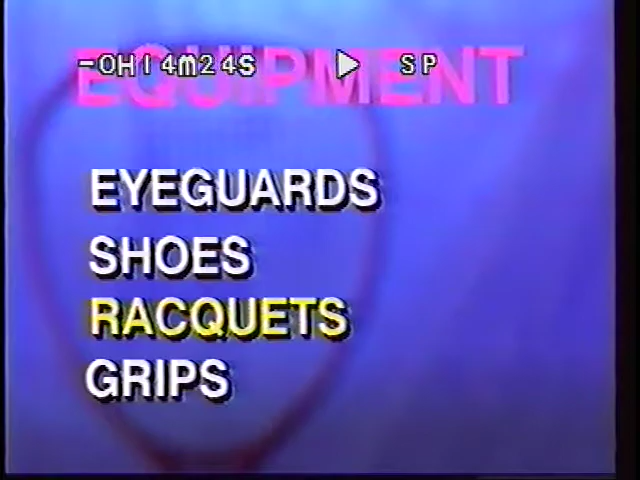 EQUIPMENT
-0H14m24s ▶ SP
EYEGUARDS
SHOES
RACQUETS
GRIPS